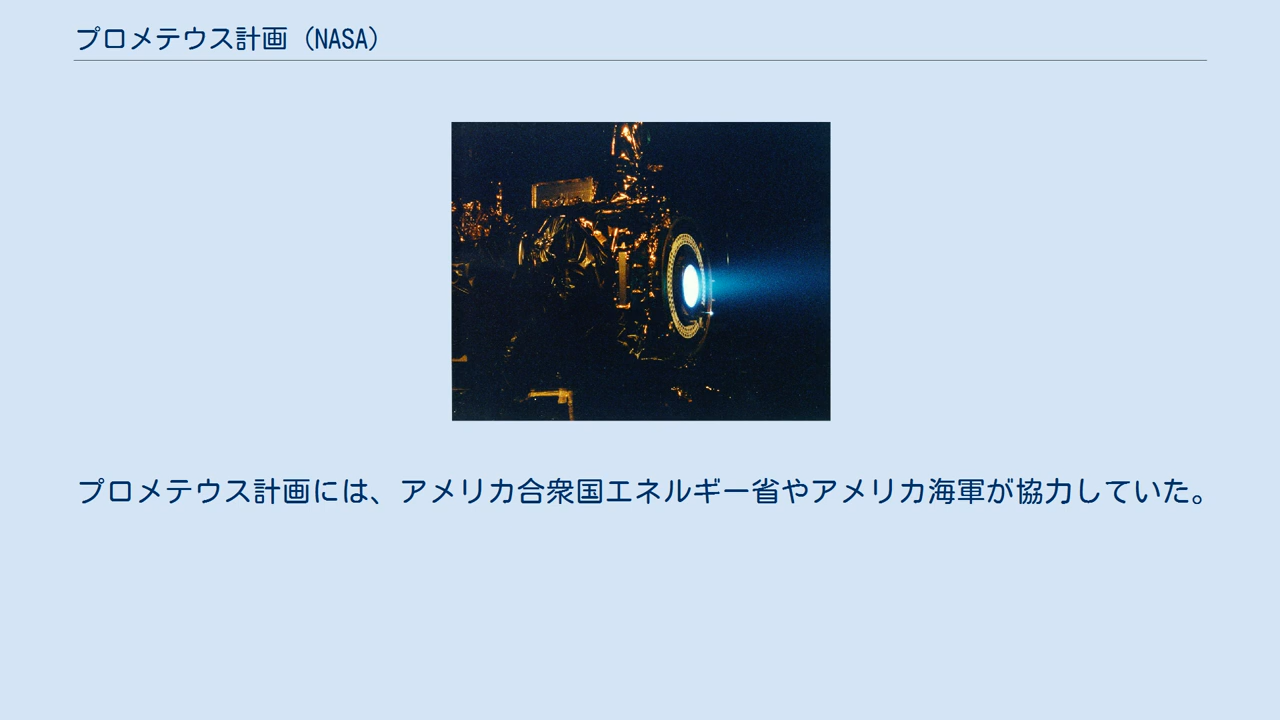 プロメテウス計画（NASA）
プロメテウス計画には、アメリカ合衆国エネルギー省やアメリカ海軍が協力していた。